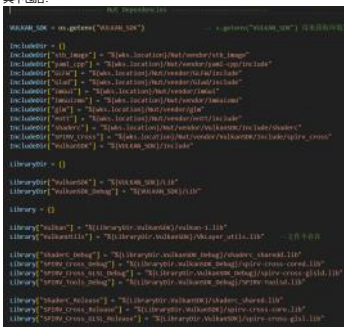 Nut Dependencies
VULKAN_SDK = os.getenv("VULKAN_SDK")
IncludeDir = {}
IncludeDir["stb_image"] = "%{wks.location}/Nut/vendor/stb_image"
IncludeDir["yaml_cpp"] = "%{wks.location}/Nut/vendor/yaml-cpp/include"
IncludeDir["GLFW"] = "%{wks.location}/Nut/vendor/GLFW/include"
IncludeDir["Glad"] = "%{wks.location}/Nut/vendor/Glad/include"
IncludeDir["ImGui"] = "%{wks.location}/Nut/vendor/ImGui"
IncludeDir["ImGuizmo"] = "%{wks.location}/Nut/vendor/ImGuizmo"
IncludeDir["glm"] = "%{wks.location}/Nut/vendor/glm"
IncludeDir["entt"] = "%{wks.location}/Nut/vendor/entt/include"
IncludeDir["shaderc"] = "%{wks.location}/Nut/vendor/VulkanSDK/include/shaderc"
IncludeDir["SPIRV_Cross"] = "%{wks.location}/Nut/vendor/VulkanSDK/include/spirv_cross"
IncludeDir["VulkanSDK"] = "%{VULKAN_SDK}/include"
LibraryDir = {}
LibraryDir["VulkanSDK"] = "%{VULKAN_SDK}/Lib"
LibraryDir["VulkanSDK_Debug"] = "%{VULKAN_SDK}/Lib"
Library = {}
Library["Vulkan"] = "%{LibraryDir.VulkanSDK}/vulkan-1.lib"
Library["VulkanUtils"] = "%{LibraryDir.VulkanSDK}/VkLayer_utils.lib"
Library["ShaderC_Debug"] = "%{LibraryDir.VulkanSDK_Debug}/shaderc_sharedd.lib"
Library["SPIRV_Cross_Debug"] = "%{LibraryDir.VulkanSDK_Debug}/spirv-cross-cored.lib"
Library["SPIRV_Cross_GLSL_Debug"] = "%{LibraryDir.VulkanSDK_Debug}/spirv-cross-glsld.lib"
Library["SPIRV_Tools_Debug"] = "%{LibraryDir.VulkanSDK_Debug}/SPIRV-Toolsd.lib"
Library["ShaderC_Release"] = "%{LibraryDir.VulkanSDK}/shaderc_shared.lib"
Library["SPIRV_Cross_Release"] = "%{LibraryDir.VulkanSDK}/spirv-cross-core.lib"
Library["SPIRV_Cross_GLSL_Release"] = "%{LibraryDir.VulkanSDK}/spirv-cross-glsl.lib"